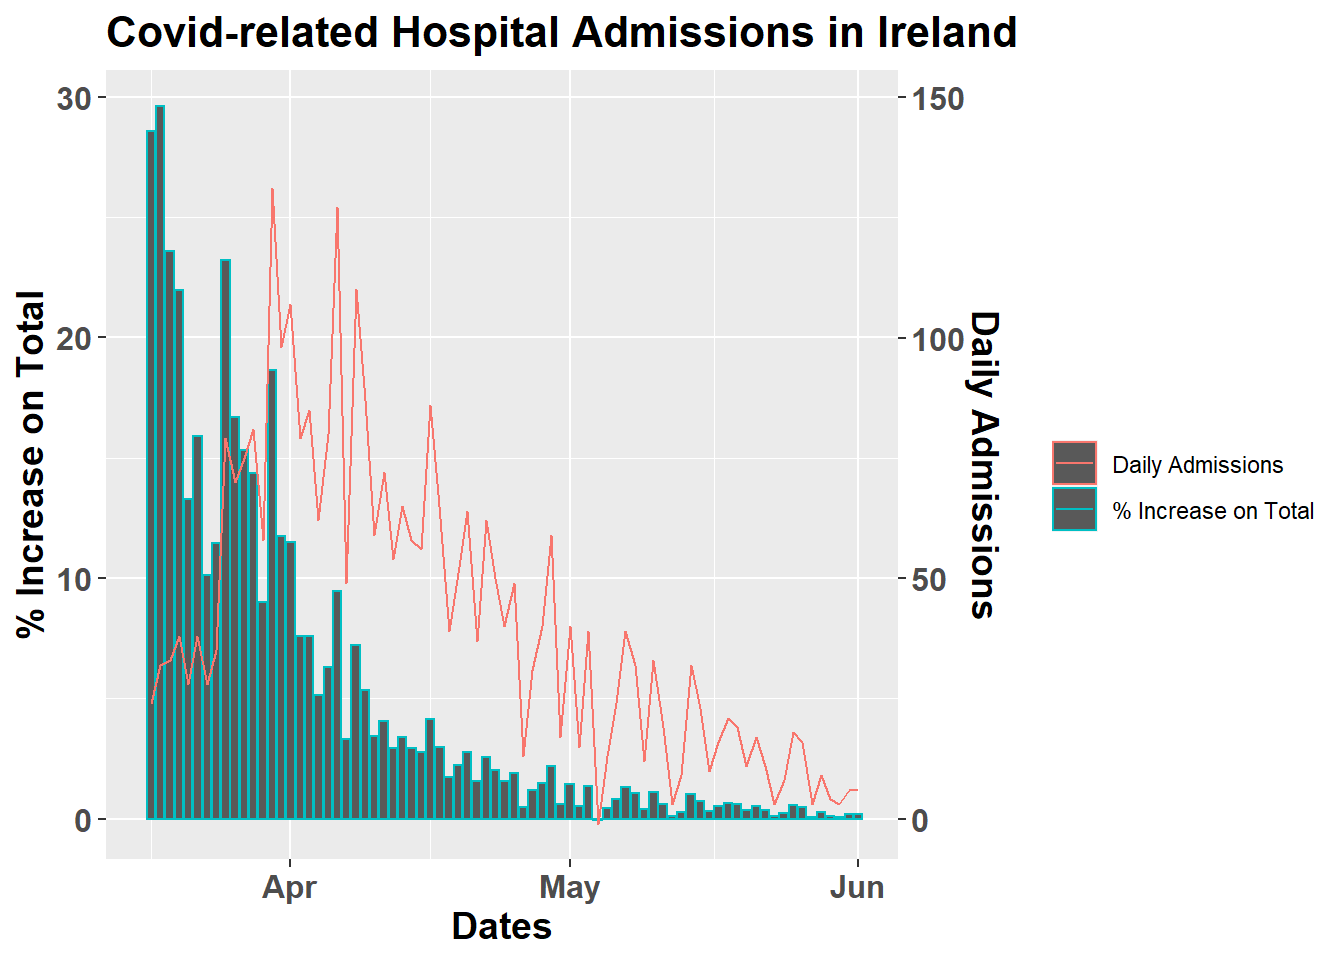 Covid-related Hospital Admissions in Ireland
% Increase on Total
30
20
10
0
150
100
50
0
Daily Admissions
Apr
May
Jun
Dates
Daily Admissions
% Increase on Total